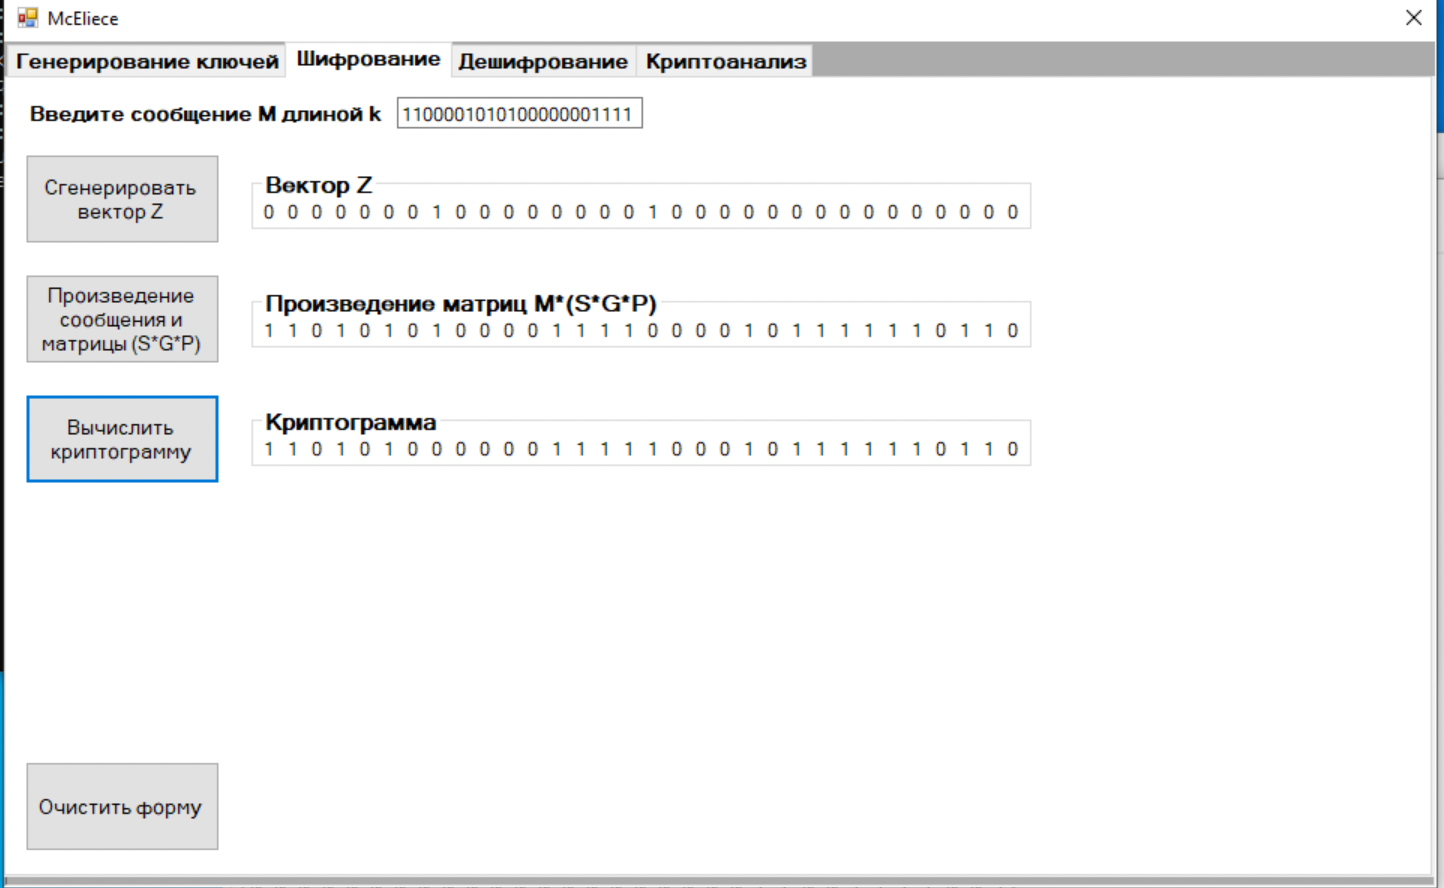 McEliece
Генерирование ключей Шифрование Дешифрование Криптоанализ
Введите сообщение М длиной k 1100001010100000001111
Сгенерировать
вектор Z
Вектор Z
0 0 0 0 0 0 0 1 0 0 0 0 0 0 0 0 1 0 0 0 0 0 0 0 0 0 0 0 0 0 0 0
Произведение
сообщения и
матрицы (S*G*P)
Произведение матриц M*(S*G*P)
1 1 0 1 0 1 0 1 0 0 0 0 1 1 1 1 0 0 0 0 1 0 1 1 1 1 1 1 0 1 1 0
Вычислить
криптограмму
Криптограмма
1 1 0 1 0 1 0 0 0 0 0 0 1 1 1 1 1 0 0 0 1 0 1 1 1 1 1 1 0 1 1 0
Очистить форму